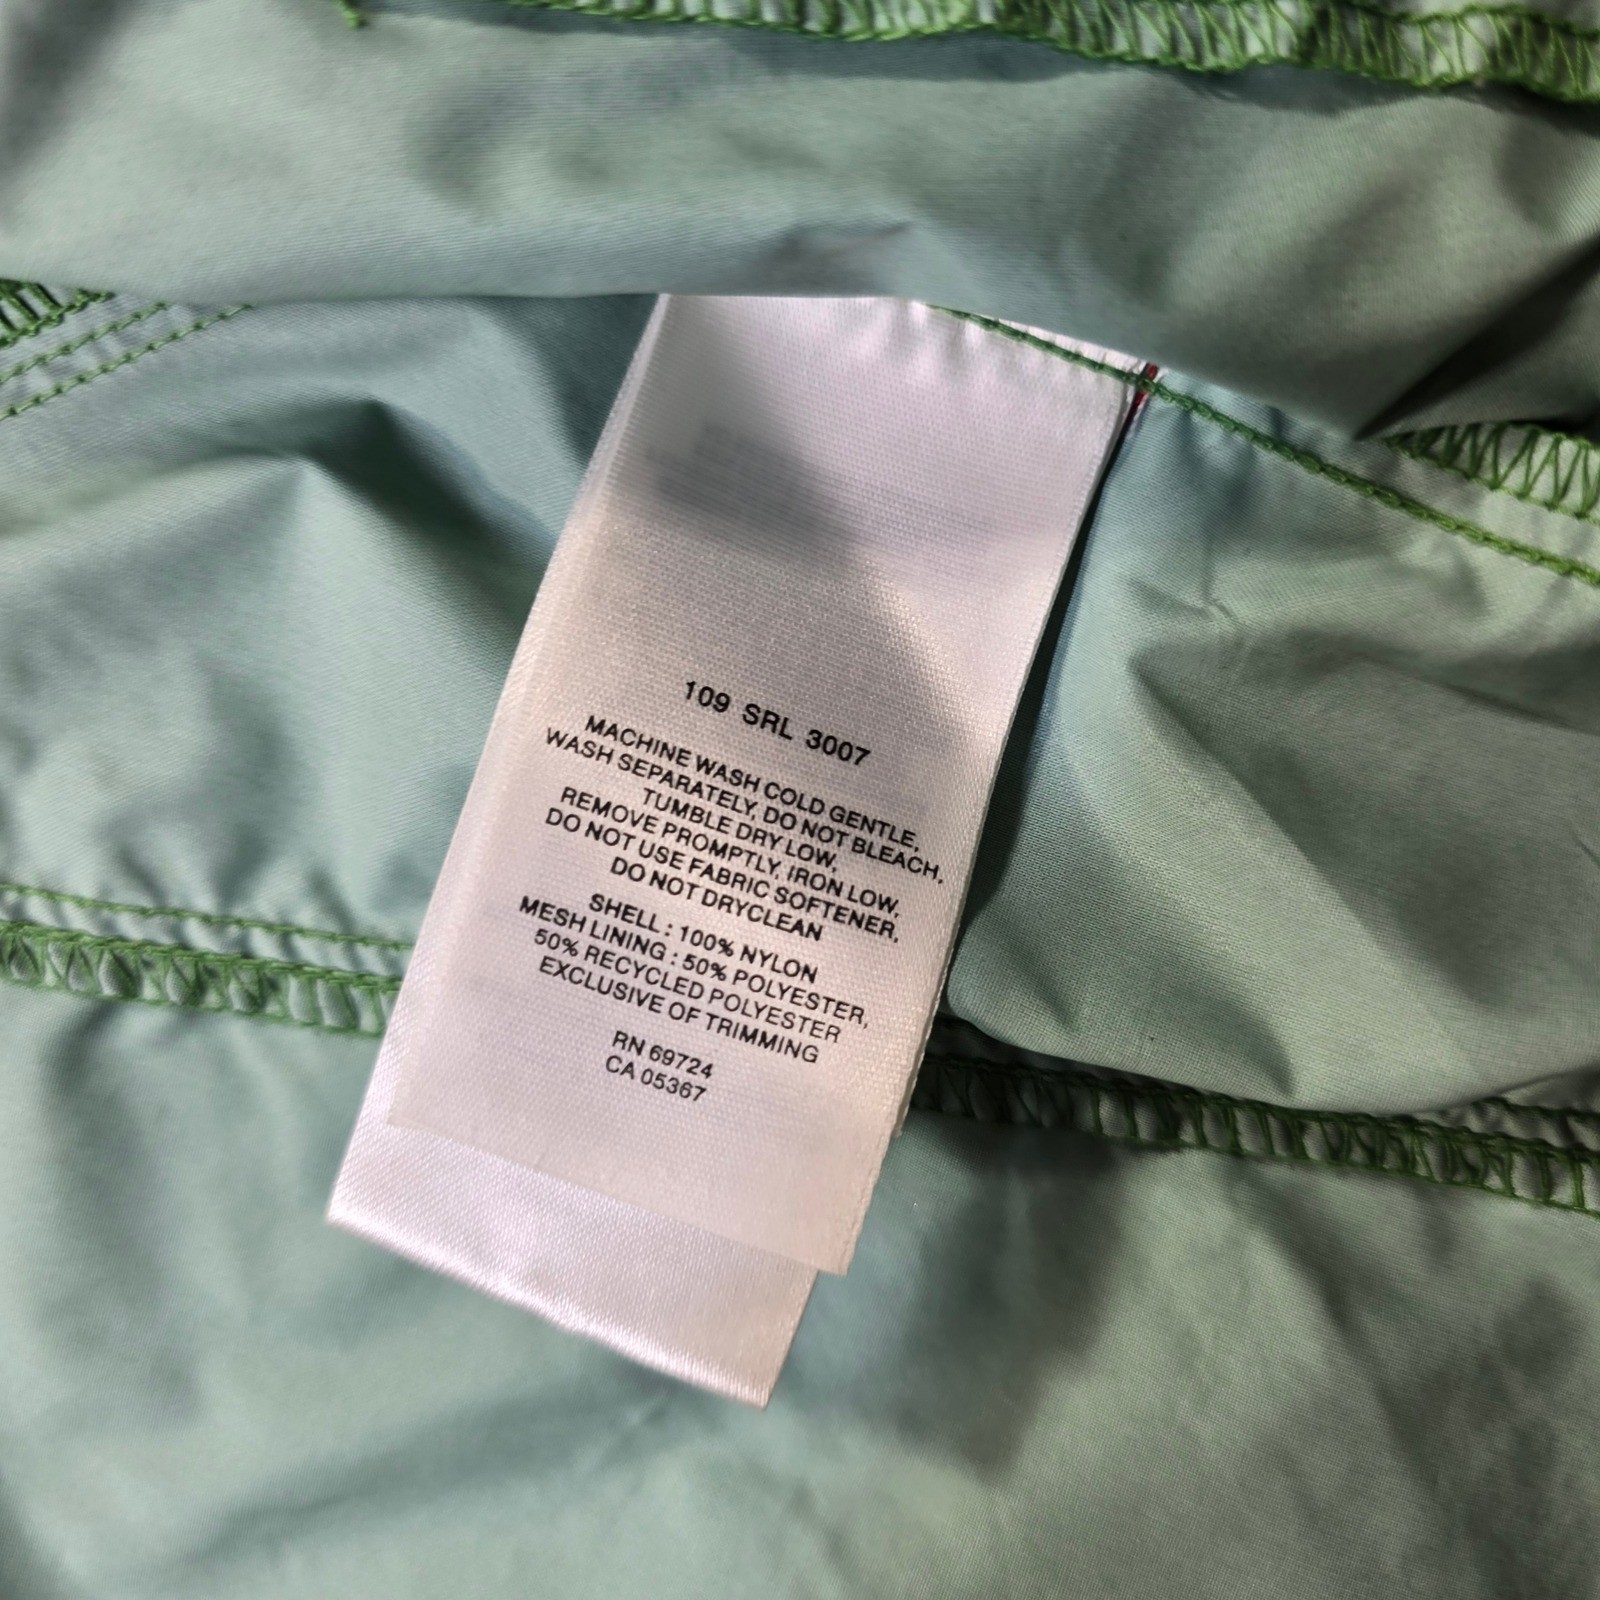 109 SRL 3007
MACHINE WASH COLD GENTLE,
WASH SEPARATELY, DO NOT BLEACH,
TUMBLE DRY LOW,
REMOVE PROMPTLY, IRON LOW,
DO NOT USE FABRIC SOFTENER,
DO NOT DRYCLEAN
SHELL : 100% NYLON
MESH LINING : 50% POLYESTER,
50% RECYCLED POLYESTER
EXCLUSIVE OF TRIMMING
RN 69724
CA 05367